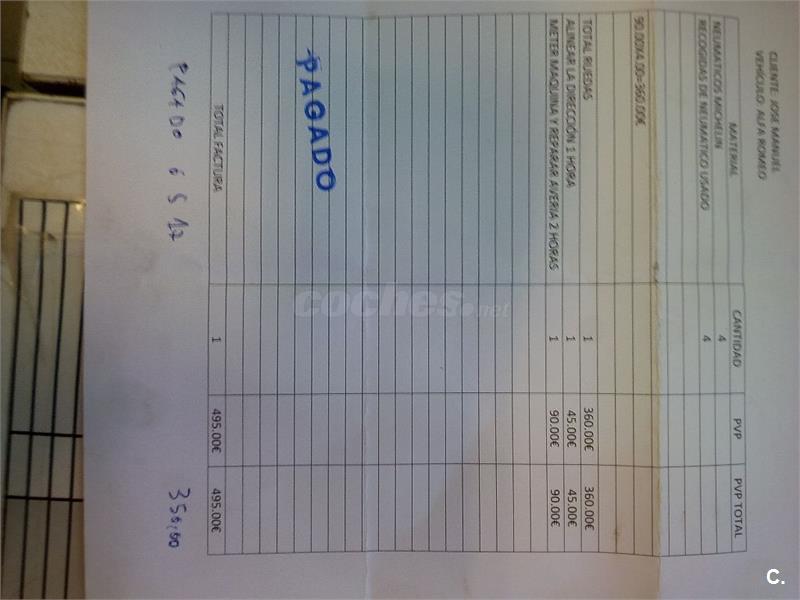 CLIENTE: JOSE MANUEL
VEHÍCULO: ALFA ROMEO
MATERIAL CANTIDAD PVP PVP TOTAL
NEUMATICOS MICHELIN 4
RECOGIDAS DE NEUMATICO USADO 4
90.00X4.00=360.00€
TOTAL RUEDAS 1 360.00€ 360.00€
ALINEAR LA DIRECCIÓN 1 HORA 1 45.00€ 45.00€
METER MAQUINA Y REPARAR AVERIA 2 HORAS 1 90.00€ 90.00€
PAGADO
TOTAL FACTURA 1 495.00€ 495.00€
PAGADO 6 5 17 350,00
coches.net
C.